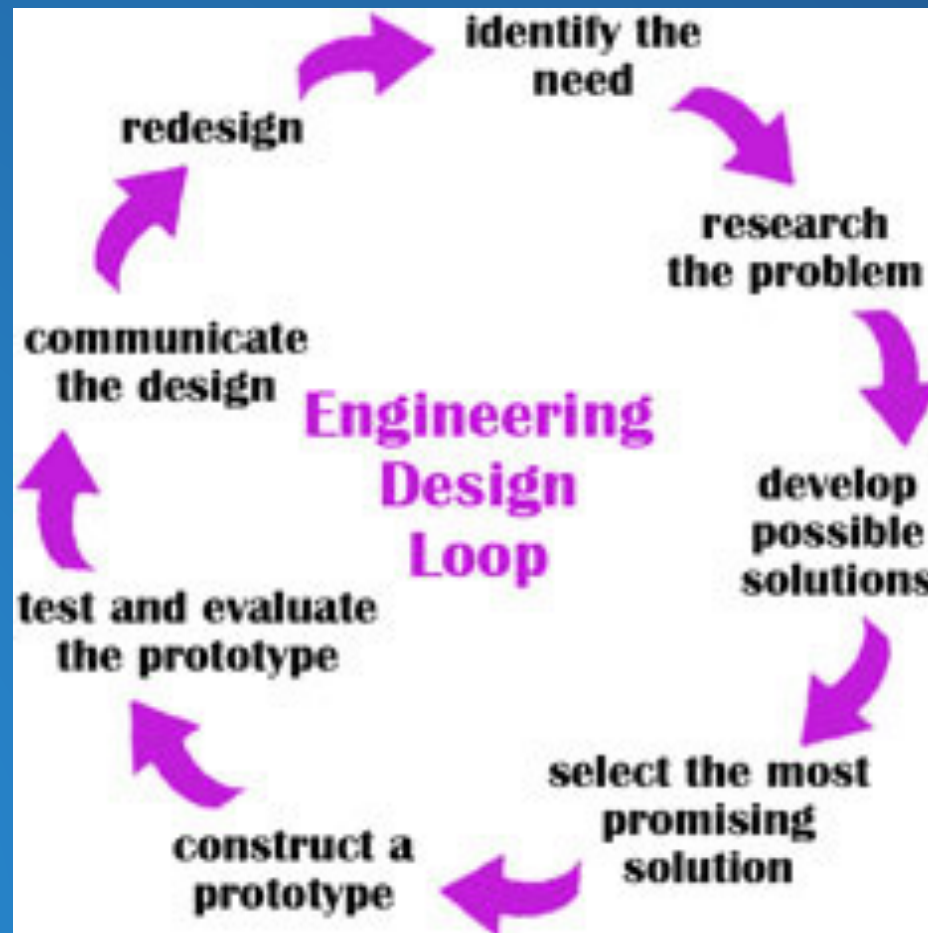 identify the
need
research
the problem
develop
possible
solutions
select the most
promising
solution
construct a
prototype
test and evaluate
the prototype
communicate
the design
redesign
Engineering
Design
Loop